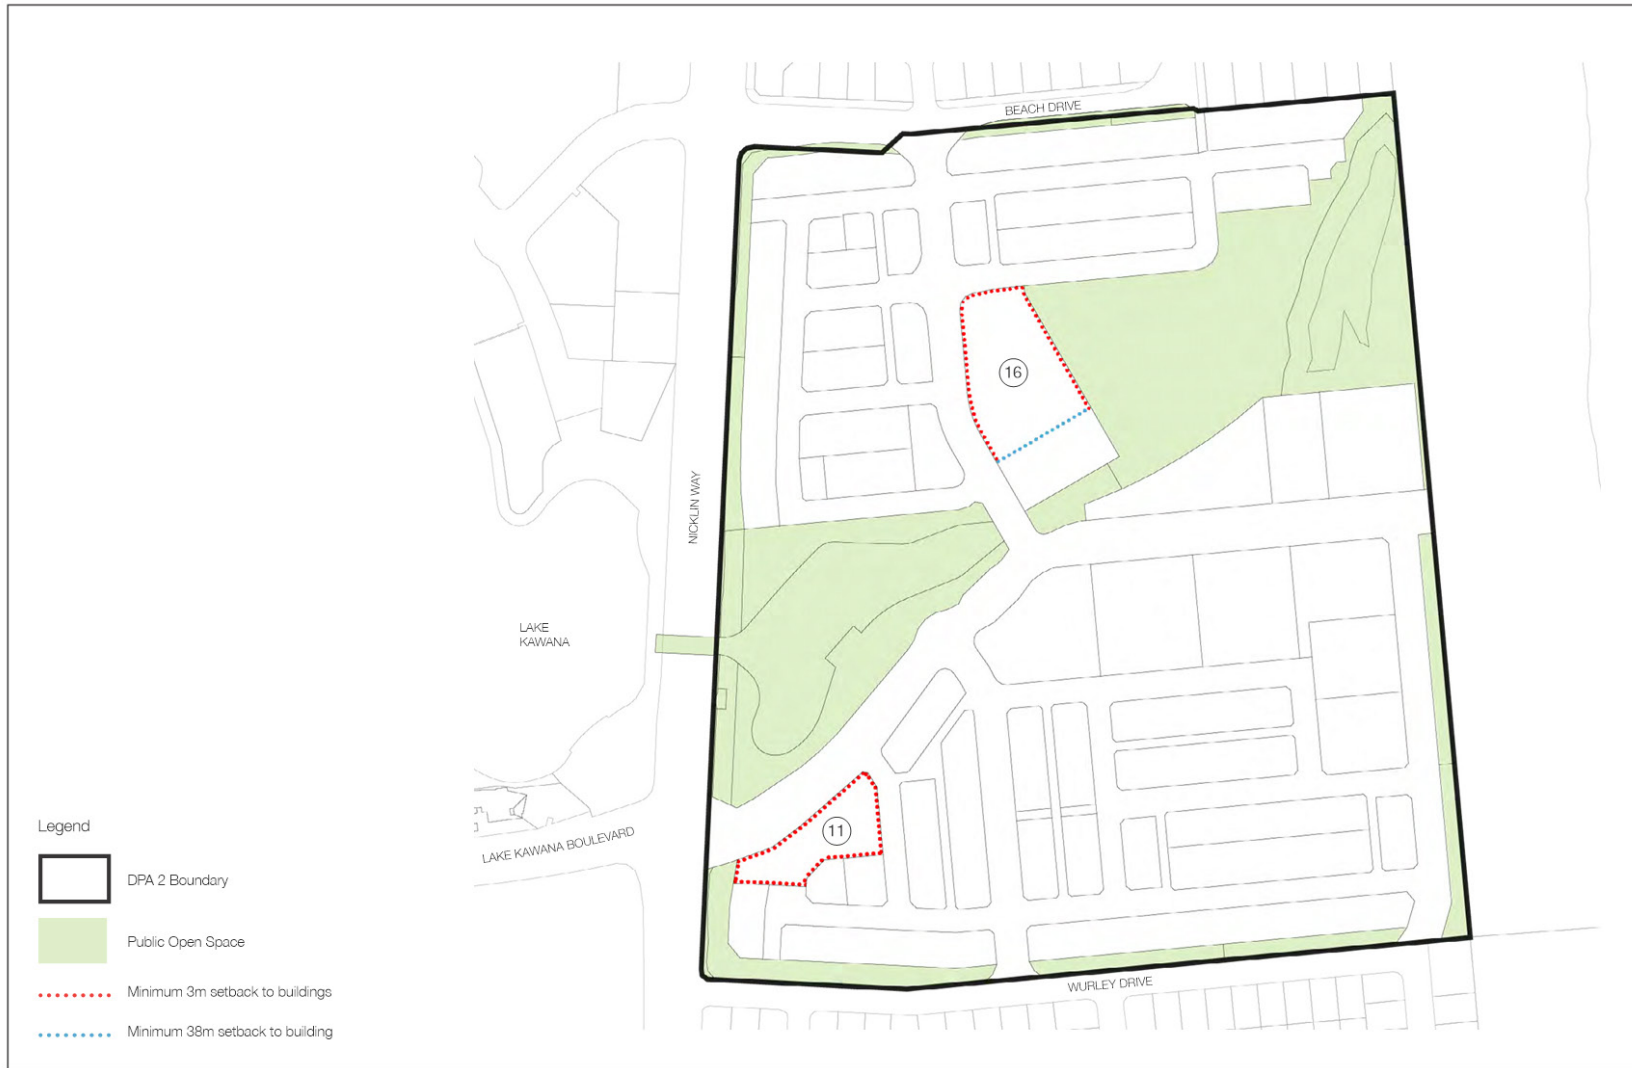 BEACH DRIVE
16
NICKLIN WAY
LAKE
KAWANA
11
LAKE KAWANA BOULEVARD
WURLEY DRIVE
Legend
DPA 2 Boundary
Public Open Space
Minimum 3m setback to buildings
Minimum 38m setback to building